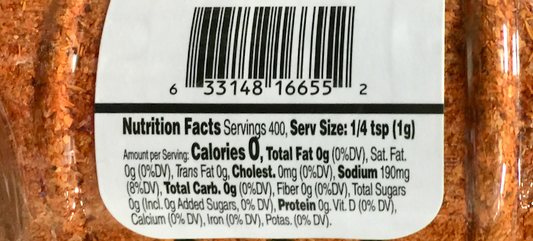 6 33148 16655 2
Nutrition Facts Servings 400, Serv Size: 1/4 tsp (1g)
Amount per Serving: Calories 0, Total Fat 0g (0%DV), Sat. Fat.
0g (0%DV), Trans Fat 0g, Cholest. 0mg (0%DV), Sodium 190mg
(8%DV), Total Carb. 0g (0%DV), Fiber 0g (0%DV), Total Sugars
0g (Incl. 0g Added Sugars, 0% DV), Protein 0g. Vit. D (0% DV),
Calcium (0% DV), Iron (0% DV), Potas. (0% DV).